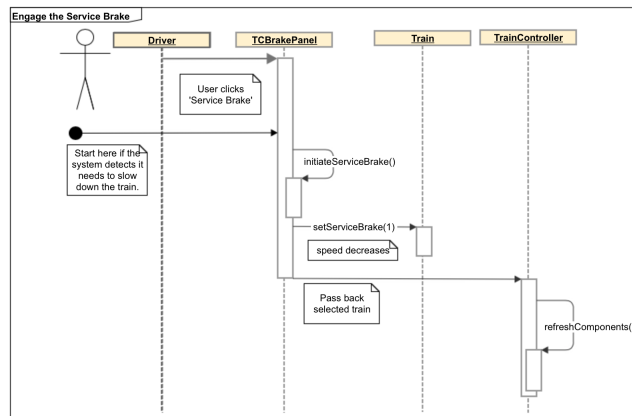 Engage the Service Brake
Driver
TCBrakePanel
Train
TrainController
User clicks
'Service Brake'
Start here if the
system detects it
needs to slow
down the train.
initiateServiceBrake()
setServiceBrake(1)
speed decreases
Pass back
selected train
refreshComponents(